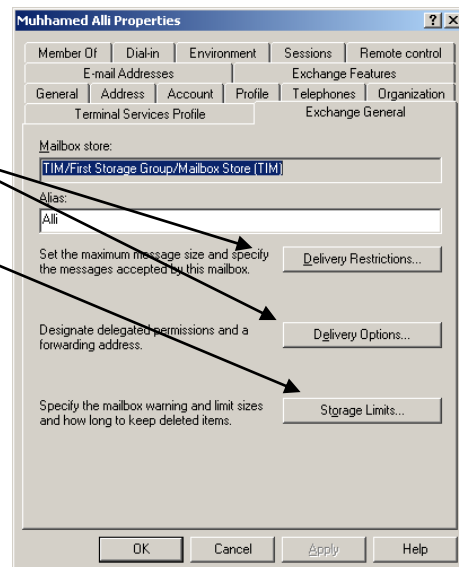 Muhhamed Alli Properties
Member Of Dial-in Environment Sessions Remote control
E-mail Addresses Exchange Features
General Address Account Profile Telephones Organization
Terminal Services Profile Exchange General
Mailbox store:
TIM/First Storage Group/Mailbox Store (TIM)
Alias:
Alli
Set the maximum message size and specify
the messages accepted by this mailbox.
Delivery Restrictions...
Designate delegated permissions and a
forwarding address.
Delivery Options...
Specify the mailbox warning and limit sizes
and how long to keep deleted items.
Storage Limits...
OK Cancel Apply Help